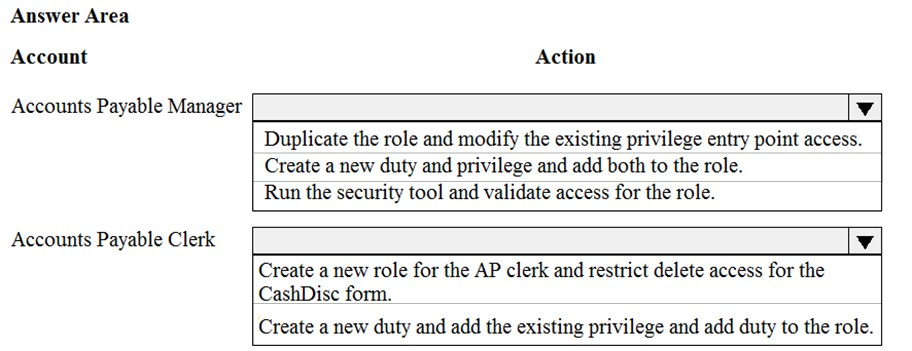 Answer Area
Account Action
Accounts Payable Manager
Duplicate the role and modify the existing privilege entry point access.
Create a new duty and privilege and add both to the role.
Run the security tool and validate access for the role.
Accounts Payable Clerk
Create a new role for the AP clerk and restrict delete access for the
CashDisc form.
Create a new duty and add the existing privilege and add duty to the role.